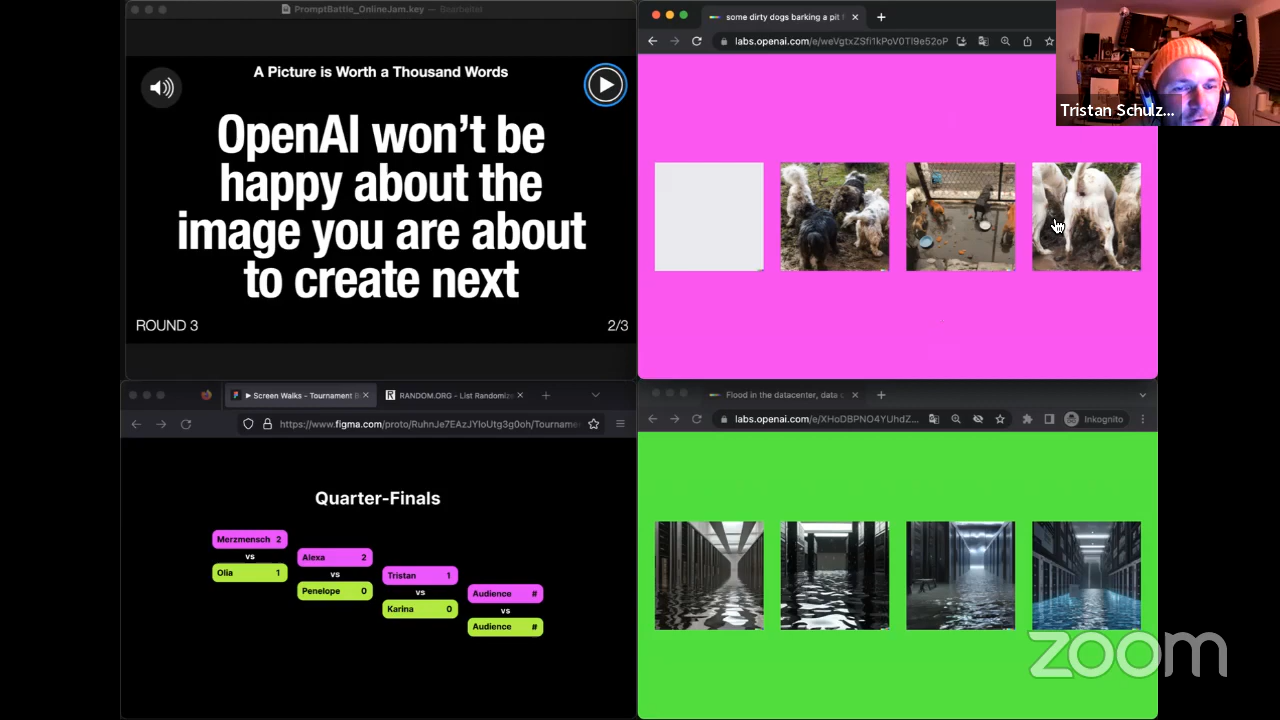 PromptBattle_OnlineJam.key — Bearbeitet
A Picture is Worth a Thousand Words
OpenAI won't be
happy about the
image you are about
to create next
ROUND 3
2/3
some dirty dogs barking a pit
labs.openai.com/e/weVgtxZSfi1kPoV0Tl9e52oP
Tristan Schulz...
Screen Walks - Tournament
RANDOM.ORG - List Randomiz
https://www.figma.com/proto/RuhnJe7EAzJYIoUtg3g0oh/Tourname
Quarter-Finals
Merzmensch 2
vs
Olia 1
Alexa 2
vs
Penelope 0
Tristan 1
vs
Karina 0
Audience #
vs
Audience #
Flood in the datacenter, data
labs.openai.com/e/XHoDBPNO4YUhdZ...
Inkognito
zoom